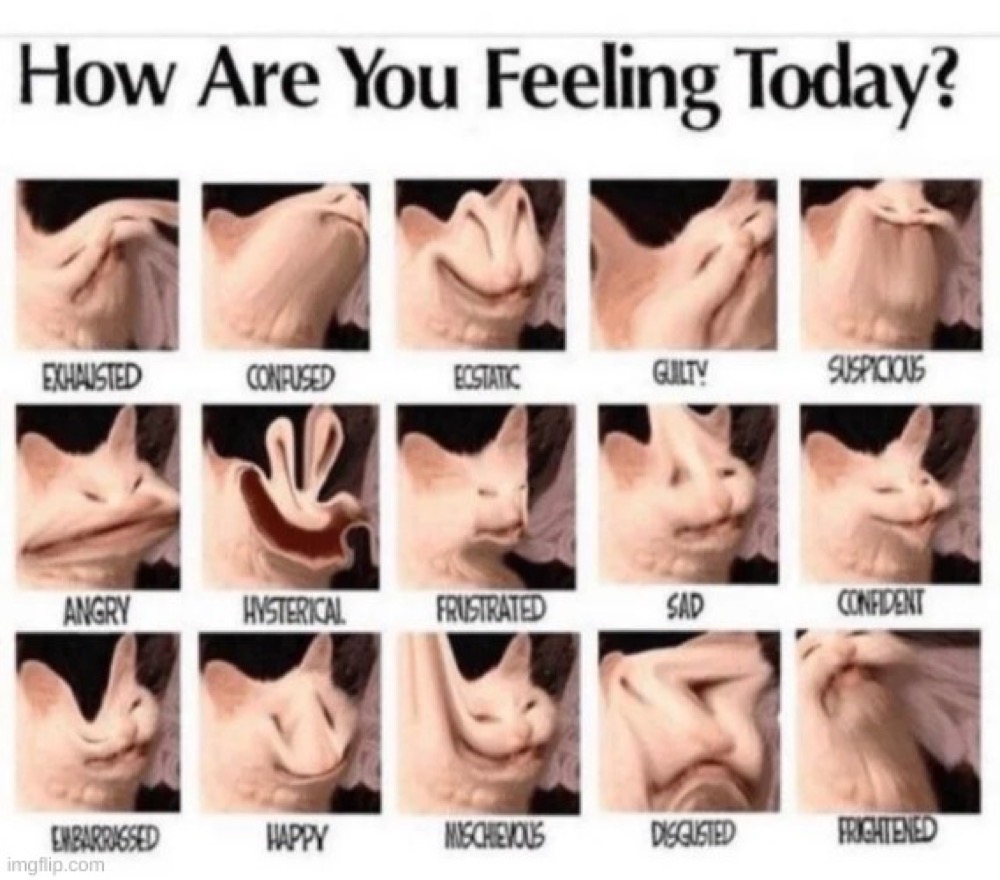 How Are You Feeling Today?
EXHAUSTED CONFUSED ECSTATIC GUILTY SUSPICIOUS
ANGRY HYSTERICAL FRUSTRATED SAD CONFIDENT
EMBARRASSED HAPPY MISCHIEVOUS DISGUSTED FRIGHTENED
imgflip.com